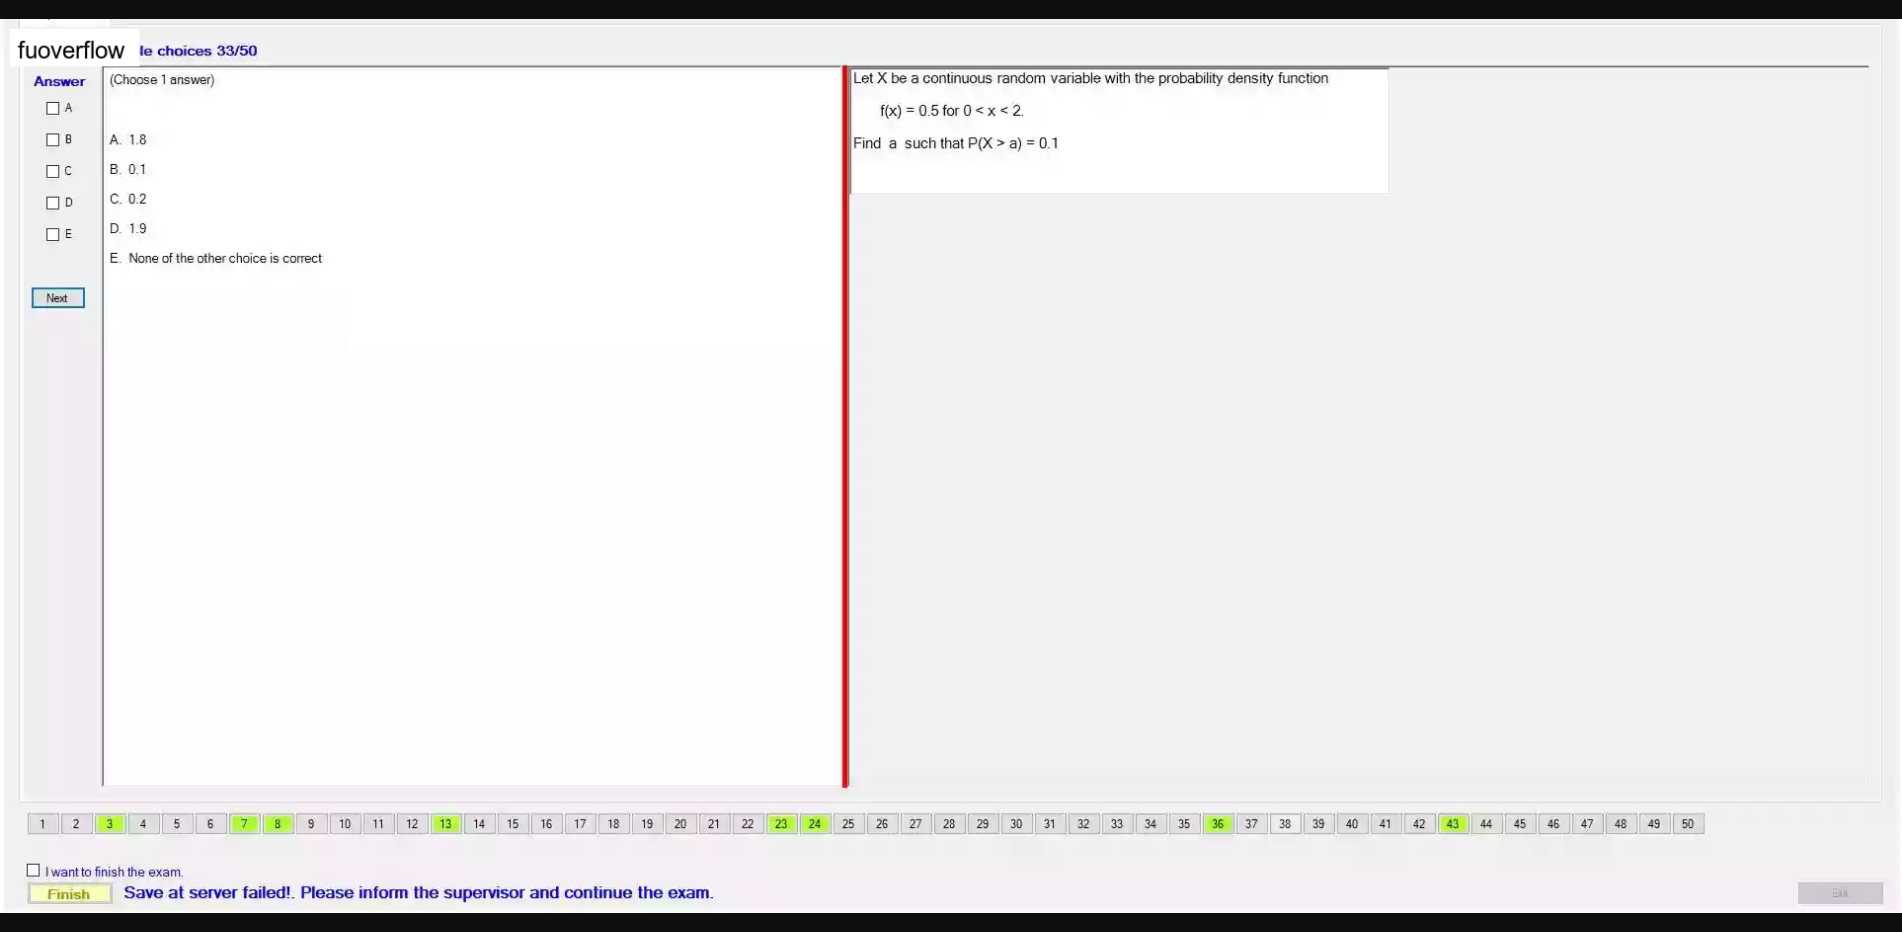 fuoverflow
le choices 33/50
Answer
(Choose 1 answer)
A
B
C
D
E
Next
A. 1.8
B. 0.1
C. 0.2
D. 1.9
E. None of the other choice is correct
Let X be a continuous random variable with the probability density function
f(x) = 0.5 for 0 < x < 2.
Find a such that P(X > a) = 0.1
1 2 3 4 5 6 7 8 9 10 11 12 13 14 15 16 17 18 19 20 21 22 23 24 25 26 27 28 29 30 31 32 33 34 35 36 37 38 39 40 41 42 43 44 45 46 47 48 49 50
I want to finish the exam.
Finish
Save at server failed!. Please inform the supervisor and continue the exam.